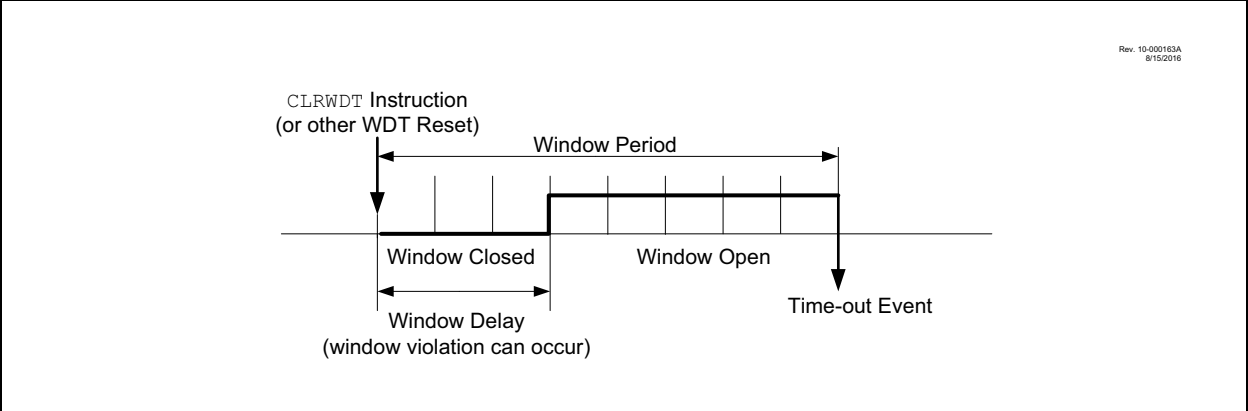 Rev. 10-000163A
8/15/2016
CLRWDT Instruction
(or other WDT Reset)
Window Period
Window Closed
Window Open
Time-out Event
Window Delay
(window violation can occur)